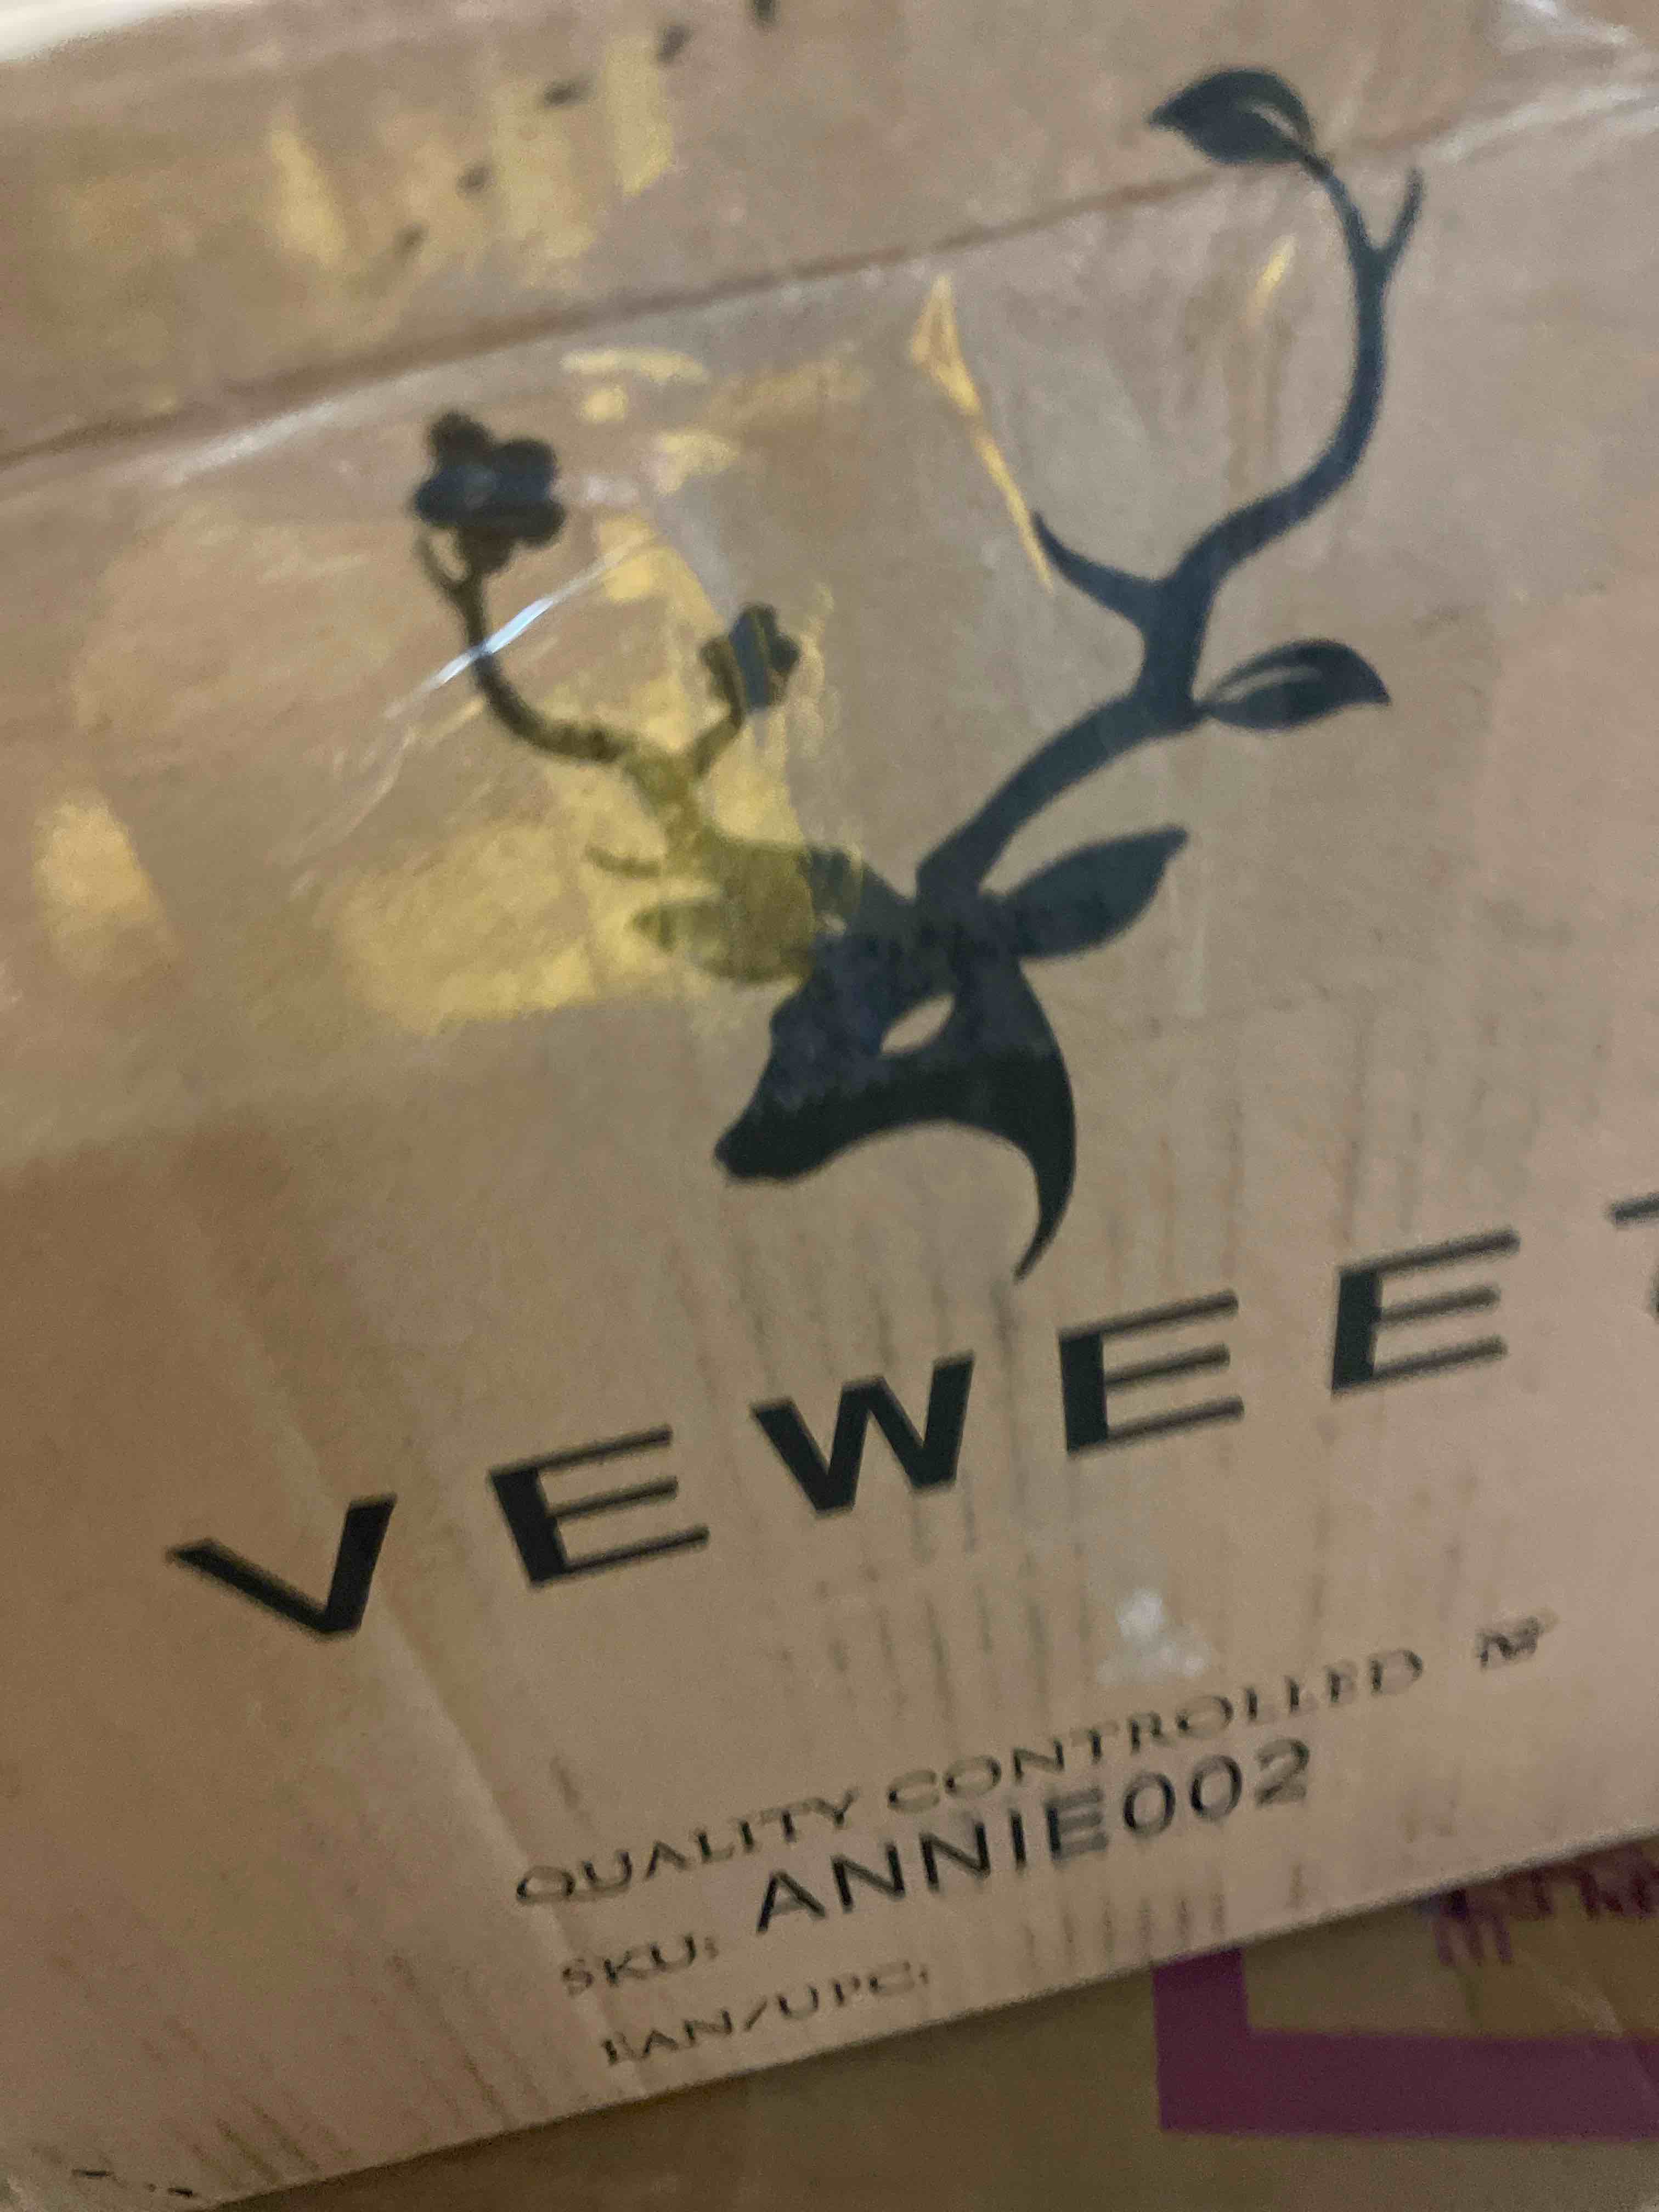 VEWEE
QUALITY CONTROLLED
SKU: ANNIE002
EAN/UPC: